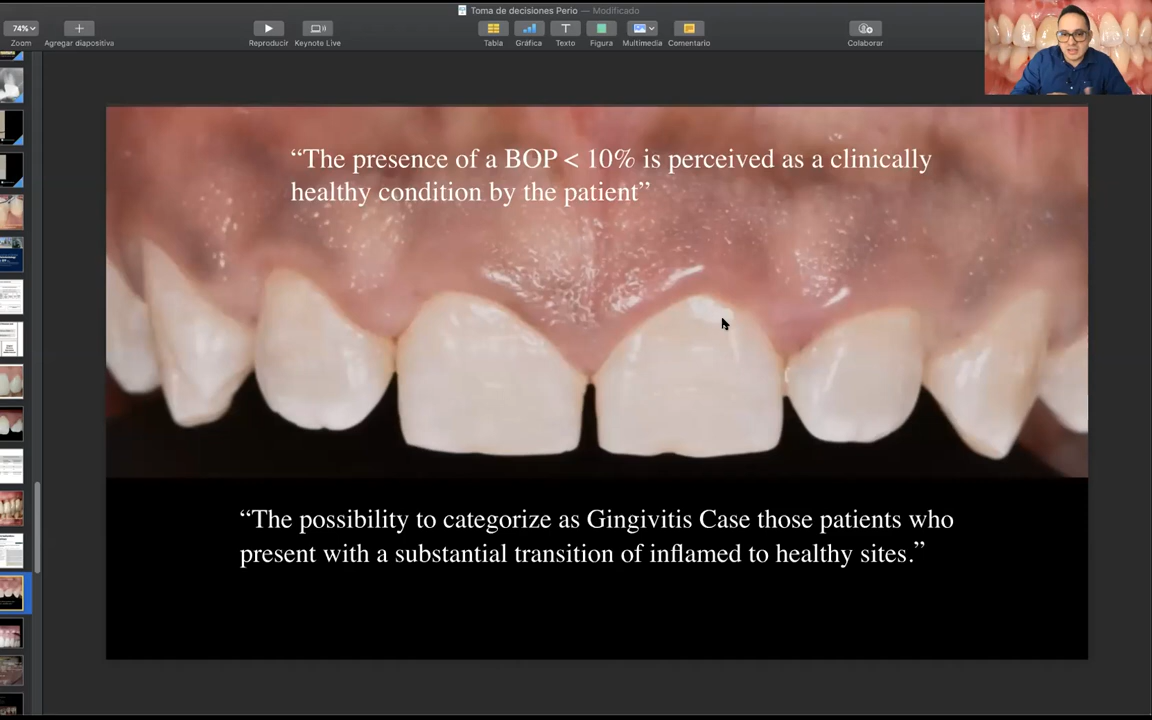 Toma de decisiones Perio — Modificado
74%
Zoom
Agregar diapositiva
Reproducir
Keynote Live
Tabla
Gráfica
Texto
Figura
Multimedia
Comentario
Colaborar
“The presence of a BOP < 10% is perceived as a clinically
healthy condition by the patient”
“The possibility to categorize as Gingivitis Case those patients who
present with a substantial transition of inflamed to healthy sites.”